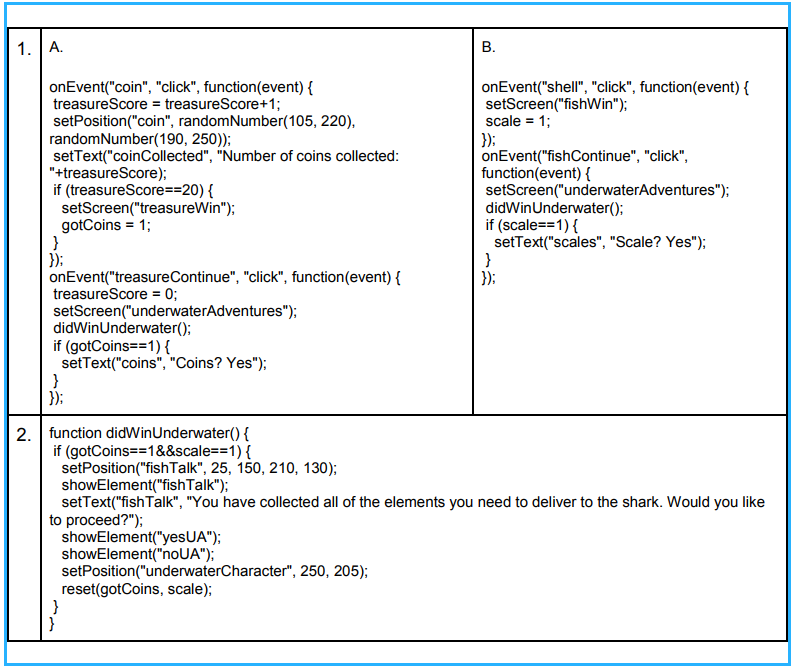 1.
A.
onEvent("coin", "click", function(event) {
treasureScore = treasureScore+1;
setPosition("coin", randomNumber(105, 220),
randomNumber(190, 250));
setText("coinCollected", "Number of coins collected:
"+treasureScore);
if (treasureScore==20) {
setScreen("treasureWin");
gotCoins = 1;
}
});
onEvent("treasureContinue", "click", function(event) {
treasureScore = 0;
setScreen("underwaterAdventures");
didWinUnderwater();
if (gotCoins==1) {
setText("coins", "Coins? Yes");
}
});
B.
onEvent("shell", "click", function(event) {
setScreen("fishWin");
scale = 1;
});
onEvent("fishContinue", "click",
function(event) {
setScreen("underwaterAdventures");
didWinUnderwater();
if (scale==1) {
setText("scales", "Scale? Yes");
}
});
2.
function didWinUnderwater() {
if (gotCoins==1&&scale==1) {
setPosition("fishTalk", 25, 150, 210, 130);
showElement("fishTalk");
setText("fishTalk", "You have collected all of the elements you need to deliver to the shark. Would you like
to proceed?");
showElement("yesUA");
showElement("noUA");
setPosition("underwaterCharacter", 250, 205);
reset(gotCoins, scale);
}
}